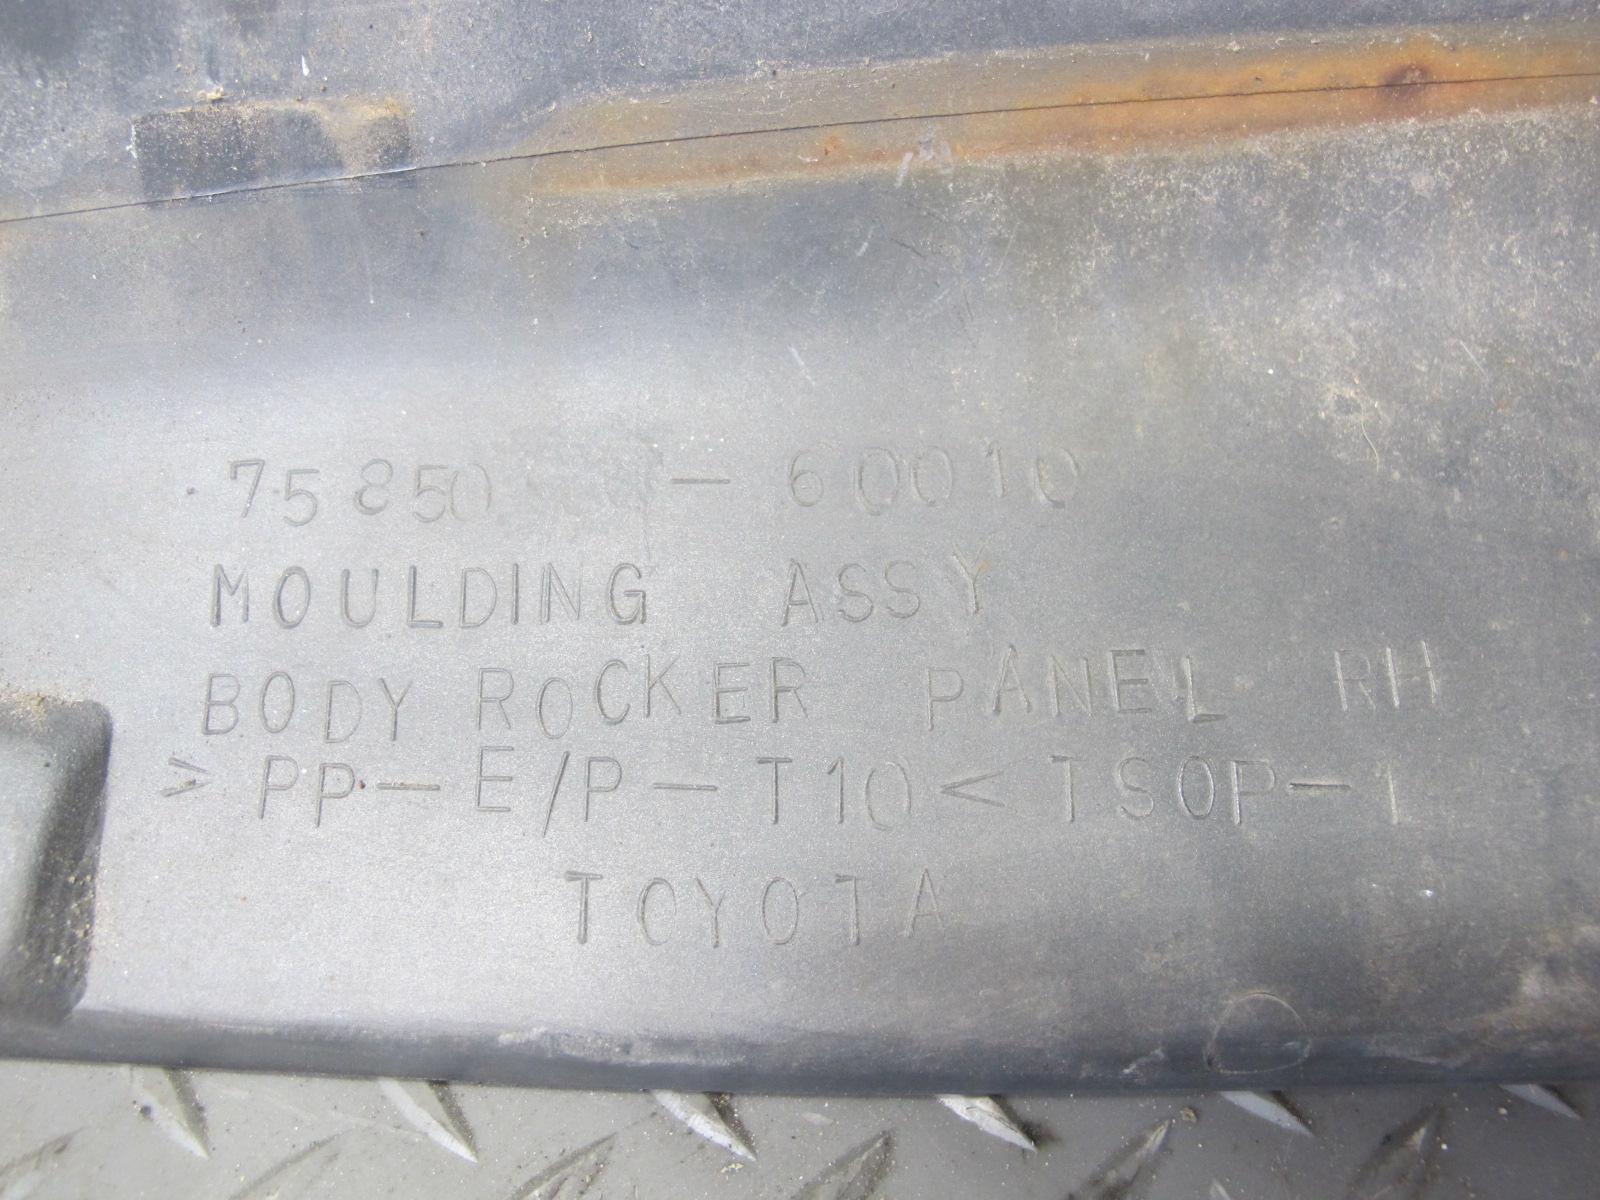 75850 - 60010
MOULDING ASSY
BODY ROCKER PANEL RH
>PP-E/P-T10< TSOP-1
TOYOTA